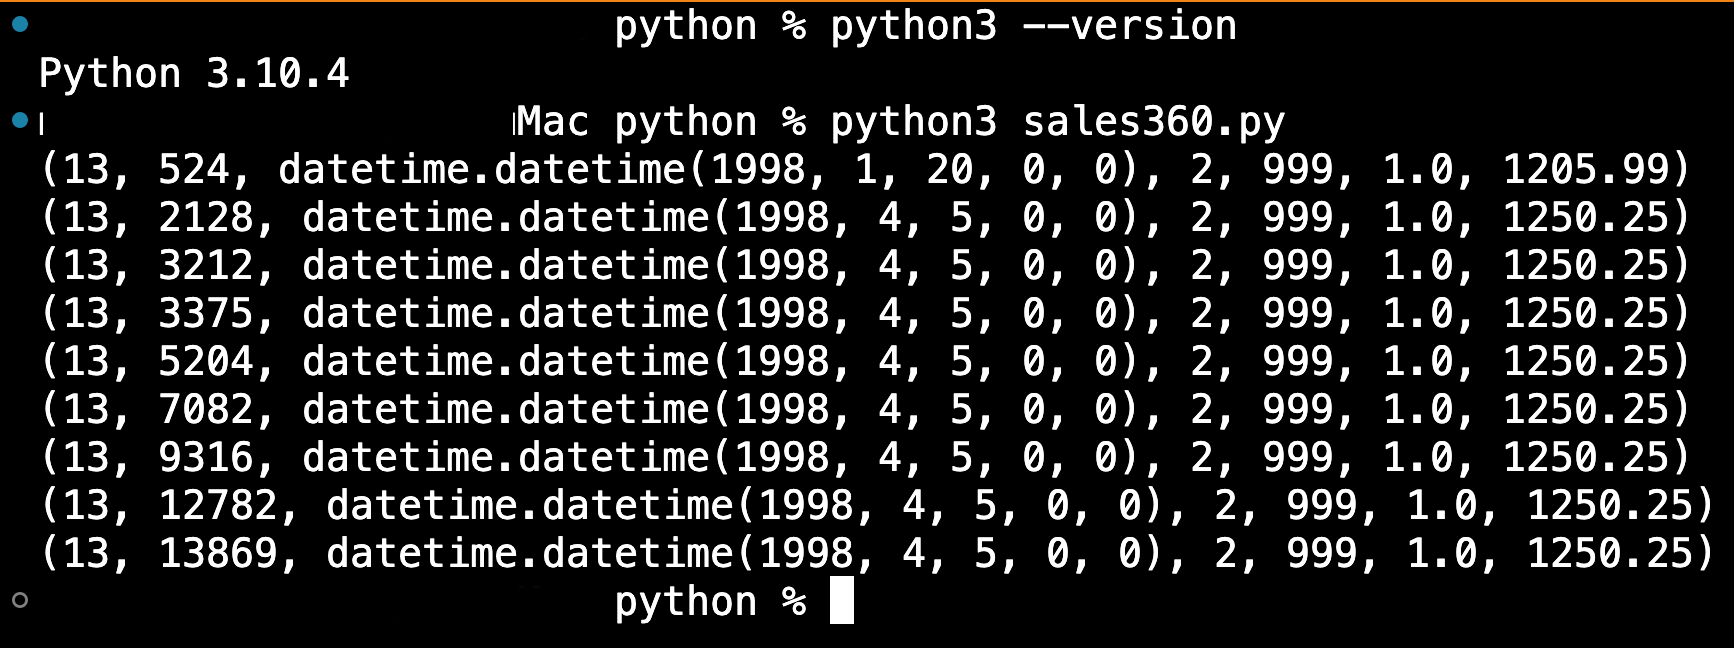 python % python3 --version
Python 3.10.4
Mac python % python3 sales360.py
(13, 524, datetime.datetime(1998, 1, 20, 0, 0), 2, 999, 1.0, 1205.99)
(13, 2128, datetime.datetime(1998, 4, 5, 0, 0), 2, 999, 1.0, 1250.25)
(13, 3212, datetime.datetime(1998, 4, 5, 0, 0), 2, 999, 1.0, 1250.25)
(13, 3375, datetime.datetime(1998, 4, 5, 0, 0), 2, 999, 1.0, 1250.25)
(13, 5204, datetime.datetime(1998, 4, 5, 0, 0), 2, 999, 1.0, 1250.25)
(13, 7082, datetime.datetime(1998, 4, 5, 0, 0), 2, 999, 1.0, 1250.25)
(13, 9316, datetime.datetime(1998, 4, 5, 0, 0), 2, 999, 1.0, 1250.25)
(13, 12782, datetime.datetime(1998, 4, 5, 0, 0), 2, 999, 1.0, 1250.25)
(13, 13869, datetime.datetime(1998, 4, 5, 0, 0), 2, 999, 1.0, 1250.25)
python %